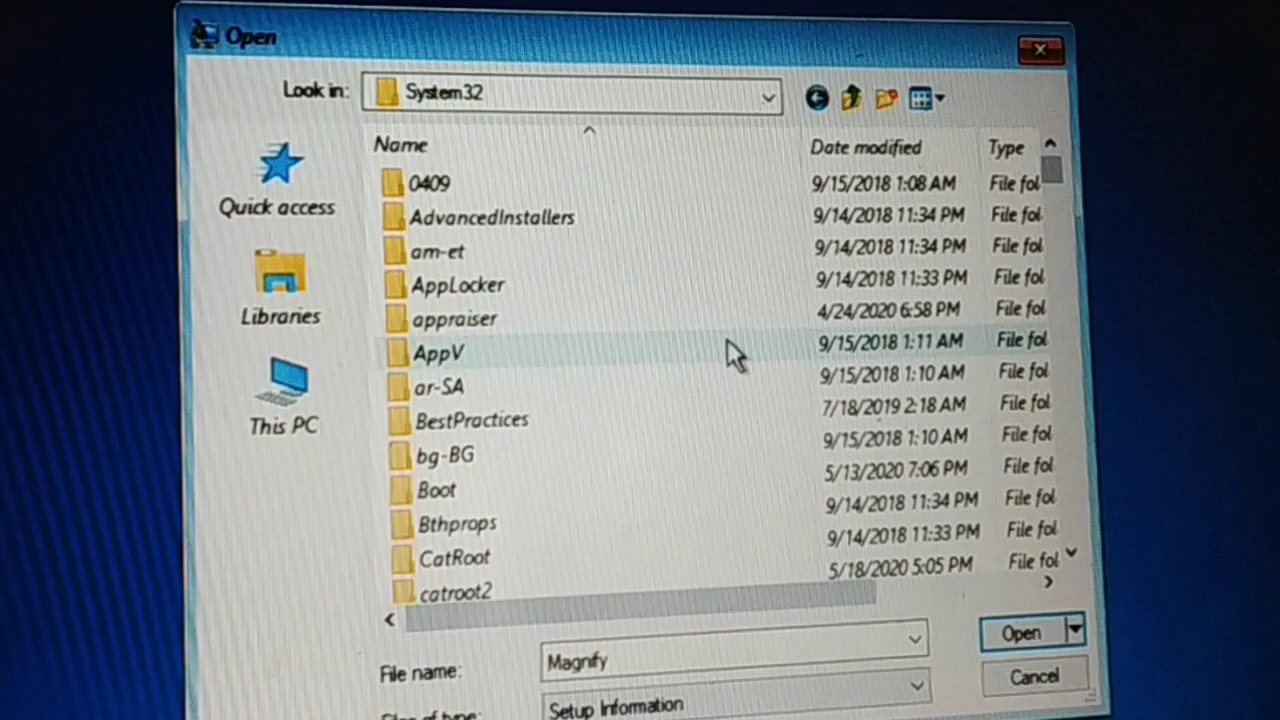 Open
Look in: System32
Name Date modified Type
0409 9/15/2018 1:08 AM File fol
AdvancedInstallers 9/14/2018 11:34 PM File fol
am-et 9/14/2018 11:34 PM File fol
AppLocker 9/14/2018 11:33 PM File fol
appraiser 4/24/2020 6:58 PM File fol
AppV 9/15/2018 1:11 AM File fol
ar-SA 9/15/2018 1:10 AM File fol
BestPractices 7/18/2019 2:18 AM File fol
bg-BG 9/15/2018 1:10 AM File fol
Boot 5/13/2020 7:06 PM File fol
Bthprops 9/14/2018 11:34 PM File fol
CatRoot 9/14/2018 11:33 PM File fol
catroot2 5/18/2020 5:05 PM File fol
Quick access
Libraries
This PC
File name: Magnify Open
Files of type: Setup Information Cancel